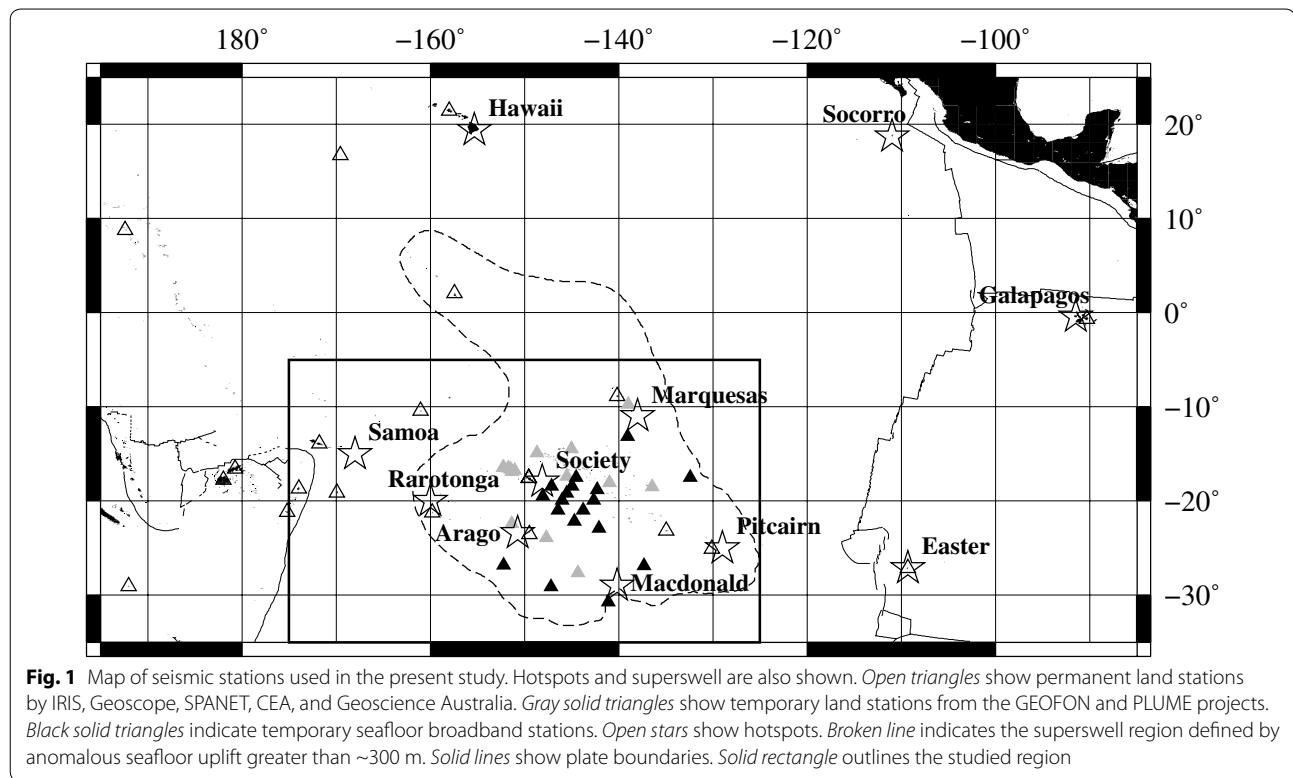 180° −160° −140° −120° −100°
Hawaii
Socorro
20°
10°
Galapagos
0°
Marquesas
−10°
Samoa
Society
Rarotonga
−20°
Arago
Pitcairn
Easter
Macdonald
−30°
Fig. 1 Map of seismic stations used in the present study. Hotspots and superswell are also shown. Open triangles show permanent land stations
by IRIS, Geoscope, SPANET, CEA, and Geoscience Australia. Gray solid triangles show temporary land stations from the GEOFON and PLUME projects.
Black solid triangles indicate temporary seafloor broadband stations. Open stars show hotspots. Broken line indicates the superswell region defined by
anomalous seafloor uplift greater than ~300 m. Solid lines show plate boundaries. Solid rectangle outlines the studied region